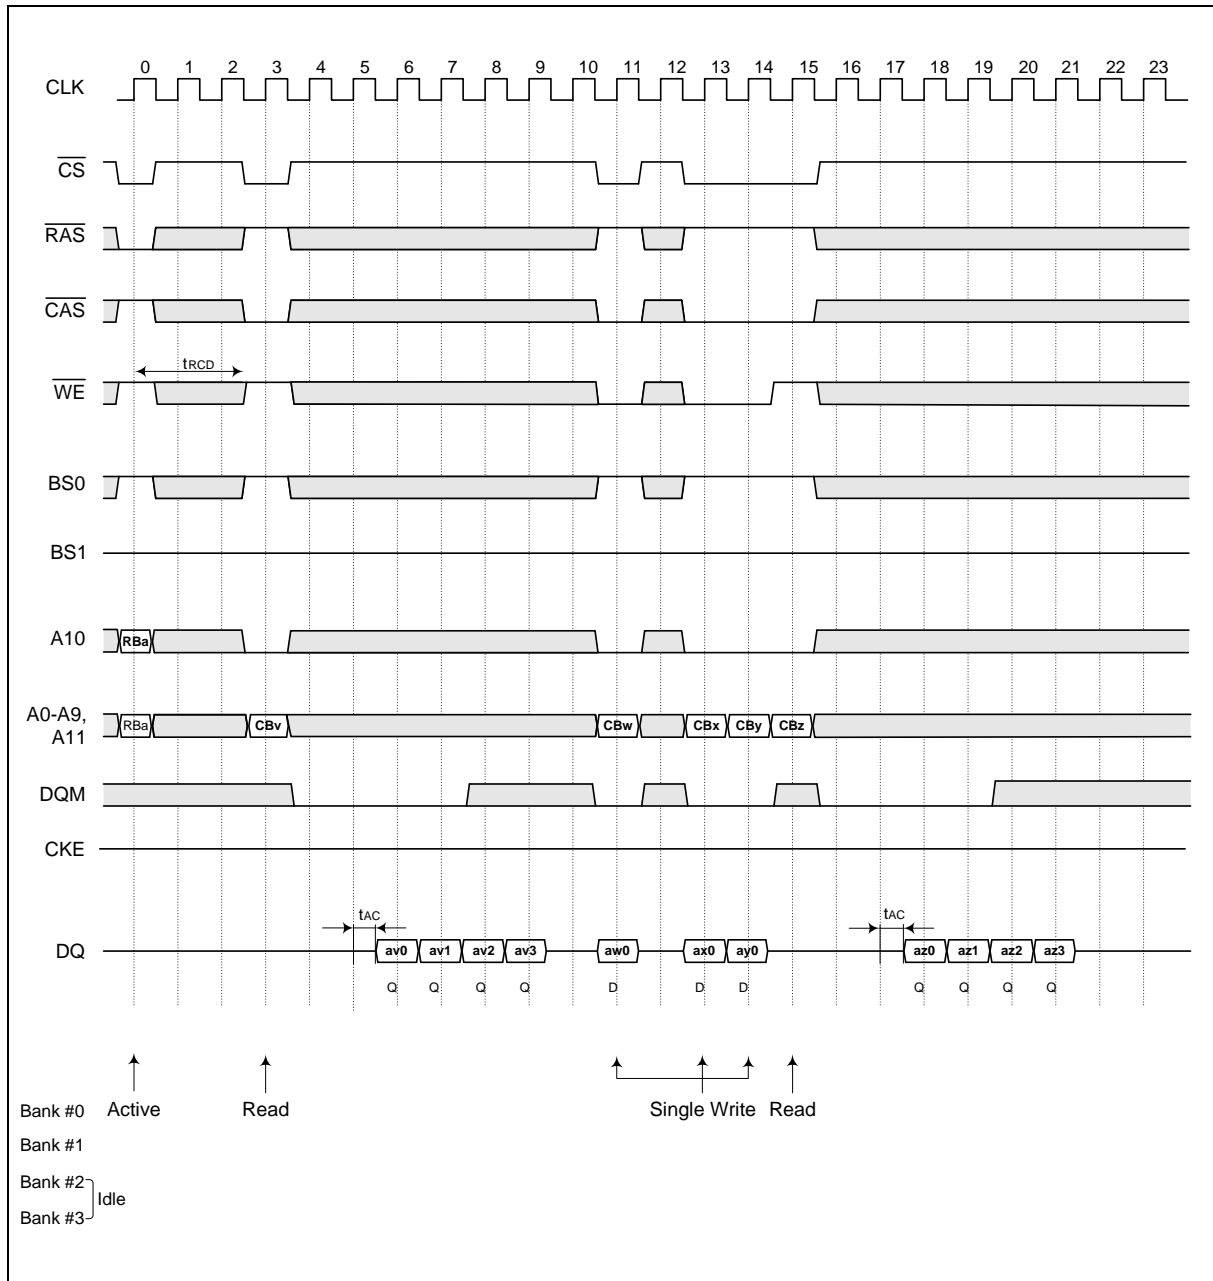 0 1 2 3 4 5 6 7 8 9 10 11 12 13 14 15 16 17 18 19 20 21 22 23
CLK
CS
RAS
CAS
tRCD
WE
BS0
BS1
A10 RBa
A0-A9,
A11 RBa CBv CBw CBx CBy CBz
DQM
CKE
tAC tAC
DQ av0 av1 av2 av3 aw0 ax0 ay0 az0 az1 az2 az3
Q Q Q Q D D D Q Q Q Q
Bank #0 Active Read Single Write Read
Bank #1
Bank #2
Idle
Bank #3